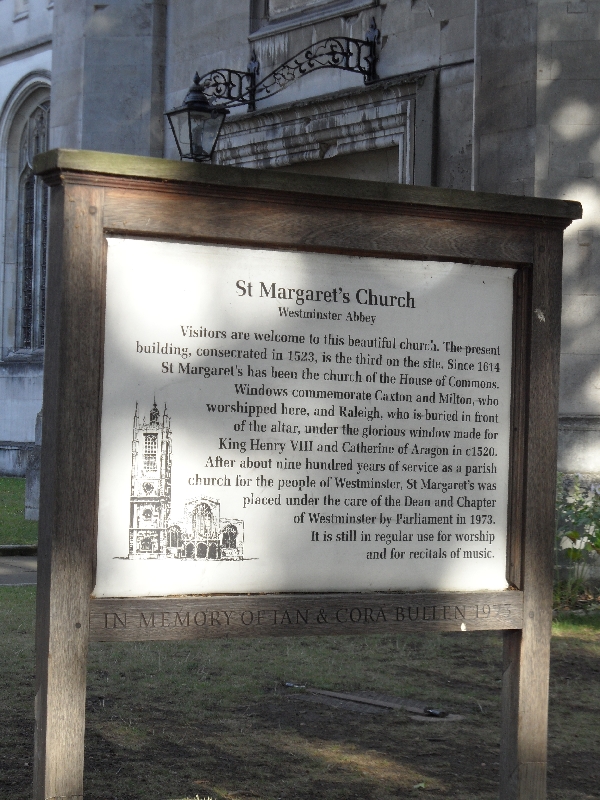 St Margaret's Church
Westminster Abbey
Visitors are welcome to this beautiful church. The present
building, consecrated in 1523, is the third on the site. Since 1614
St Margaret's has been the church of the House of Commons.
Windows commemorate Caxton and Milton, who
worshipped here, and Raleigh, who is buried in front
of the altar, under the glorious window made for
King Henry VIII and Catherine of Aragon in c1520.
After about nine hundred years of service as a parish
church for the people of Westminster, St Margaret's was
placed under the care of the Dean and Chapter
of Westminster by Parliament in 1973.
It is still in regular use for worship
and for recitals of music.
IN MEMORY OF IAN & CORA BULLEN